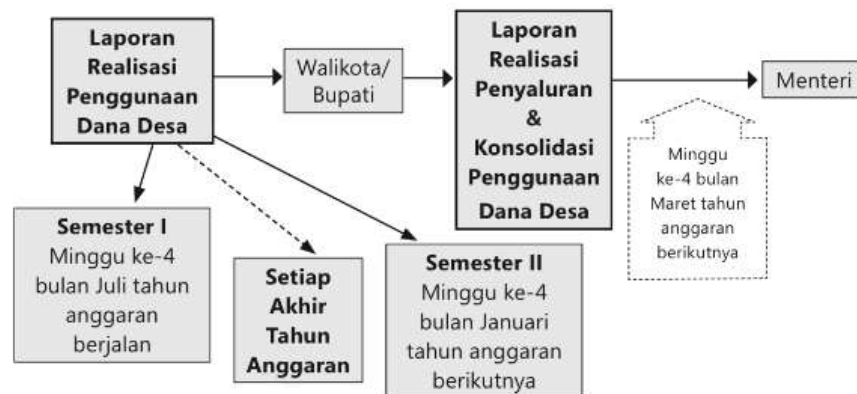 Laporan
Realisasi
Penggunaan
Dana Desa
Walikota/
Bupati
Laporan
Realisasi
Penyaluran
&
Konsolidasi
Penggunaan
Dana Desa
Menteri
Minggu
ke-4 bulan
Maret tahun
anggaran
berikutnya
Semester I
Minggu ke-4
bulan Juli tahun
anggaran
berjalan
Setiap
Akhir
Tahun
Anggaran
Semester II
Minggu ke-4
bulan Januari
tahun anggaran
berikutnya